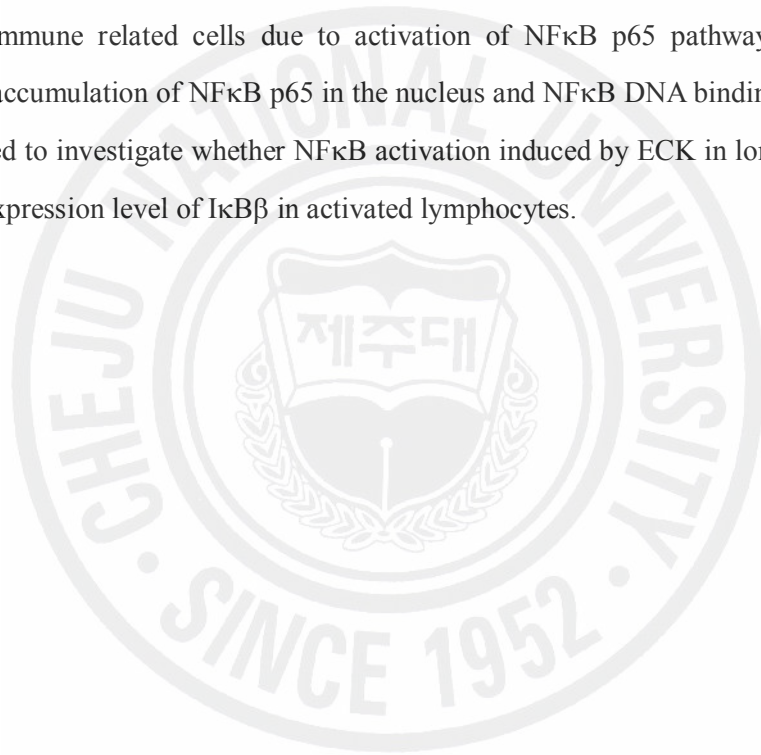 mmune related cells due to activation of NFκB p65 pathway
accumulation of NFκB p65 in the nucleus and NFκB DNA bindin
ed to investigate whether NFκB activation induced by ECK in lon
xpression level of IκBβ in activated lymphocytes.
CHEJU NATIONAL UNIVERSITY
제주대
· SINCE 1952 ·